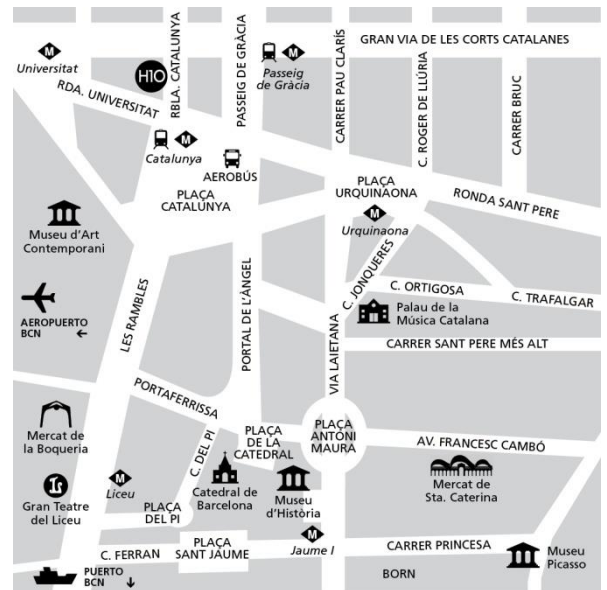 GRAN VIA DE LES CORTS CATALANES
M
Universitat
H10
RBLA. CATALUNYA
PASSEIG DE GRÀCIA
M
Passeig
de Gràcia
CARRER PAU CLARÍS
C. ROGER DE LLÚRIA
CARRER BRUC
RDA. UNIVERSITAT
M
Catalunya
AEROBÚS
PLAÇA
CATALUNYA
PLAÇA
URQUINAONA
RONDA SANT PERE
M
Urquinaona
Museu d'Art
Contemporani
C. JONQUERES
C. ORTIGOSA
C. TRAFALGAR
AEROPUERTO
BCN ←
LES RAMBLES
PORTAL DE L'ÀNGEL
VIA LAIETANA
Palau de la
Música Catalana
CARRER SANT PERE MÉS ALT
PORTAFERRISSA
Mercat de
la Boqueria
C. DEL PI
PLAÇA
DE LA
CATEDRAL
PLAÇA
ANTONI
MAURA
AV. FRANCESC CAMBÓ
Gran Teatre
del Liceu
M
Liceu
PLAÇA
DEL PI
Catedral de
Barcelona
Museu
d'Història
Mercat de
Sta. Caterina
C. FERRAN
PLAÇA
SANT JAUME
M
Jaume I
CARRER PRINCESA
Museu
Picasso
PUERTO
BCN ↓
BORN